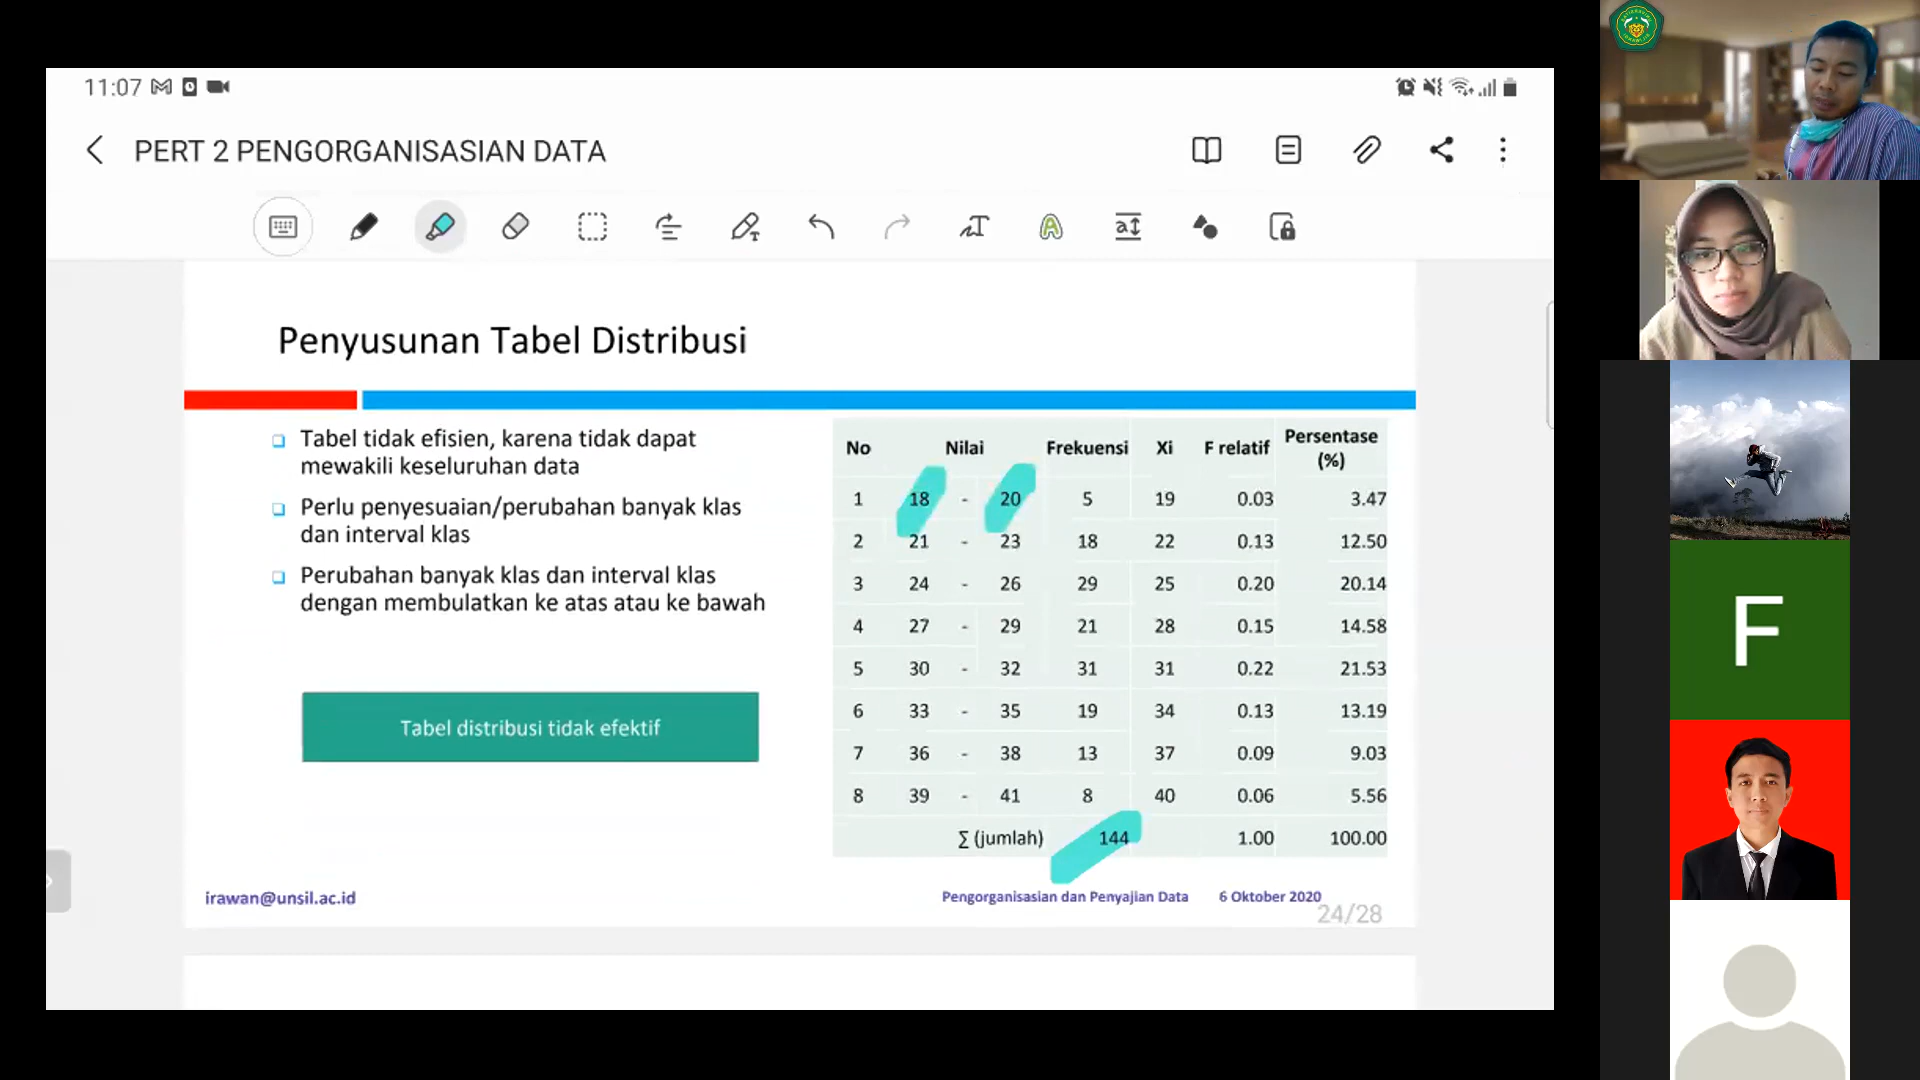 11:07
PERT 2 PENGORGANISASIAN DATA
Penyusunan Tabel Distribusi
Tabel tidak efisien, karena tidak dapat
mewakili keseluruhan data
Perlu penyesuaian/perubahan banyak klas
dan interval klas
Perubahan banyak klas dan interval klas
dengan membulatkan ke atas atau ke bawah
Tabel distribusi tidak efektif
No Nilai Frekuensi Xi F relatif Persentase (%)
1 18 - 20 5 19 0.03 3.47
2 21 - 23 18 22 0.13 12.50
3 24 - 26 29 25 0.20 20.14
4 27 - 29 21 28 0.15 14.58
5 30 - 32 31 31 0.22 21.53
6 33 - 35 19 34 0.13 13.19
7 36 - 38 13 37 0.09 9.03
8 39 - 41 8 40 0.06 5.56
∑ (jumlah) 144 1.00 100.00
irawan@unsil.ac.id
Pengorganisasian dan Penyajian Data 6 Oktober 2020
24/28
F